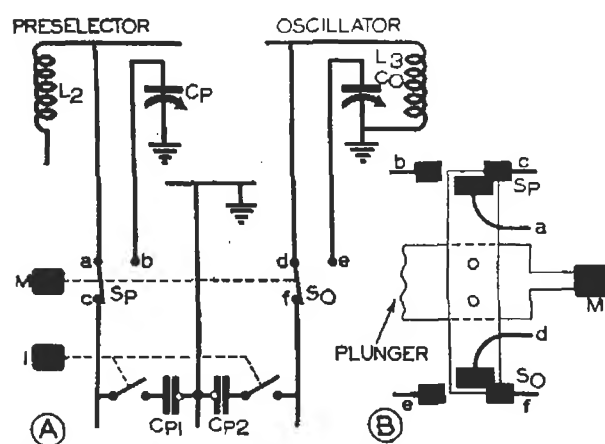 PRESELECTOR
OSCILLATOR
L2
CP
L3
CO
b
c
SP
a
a
b
d
e
M
c
SP
f
SO
M
PLUNGER
d
I
SO
e
f
A
CP1
CP2
B